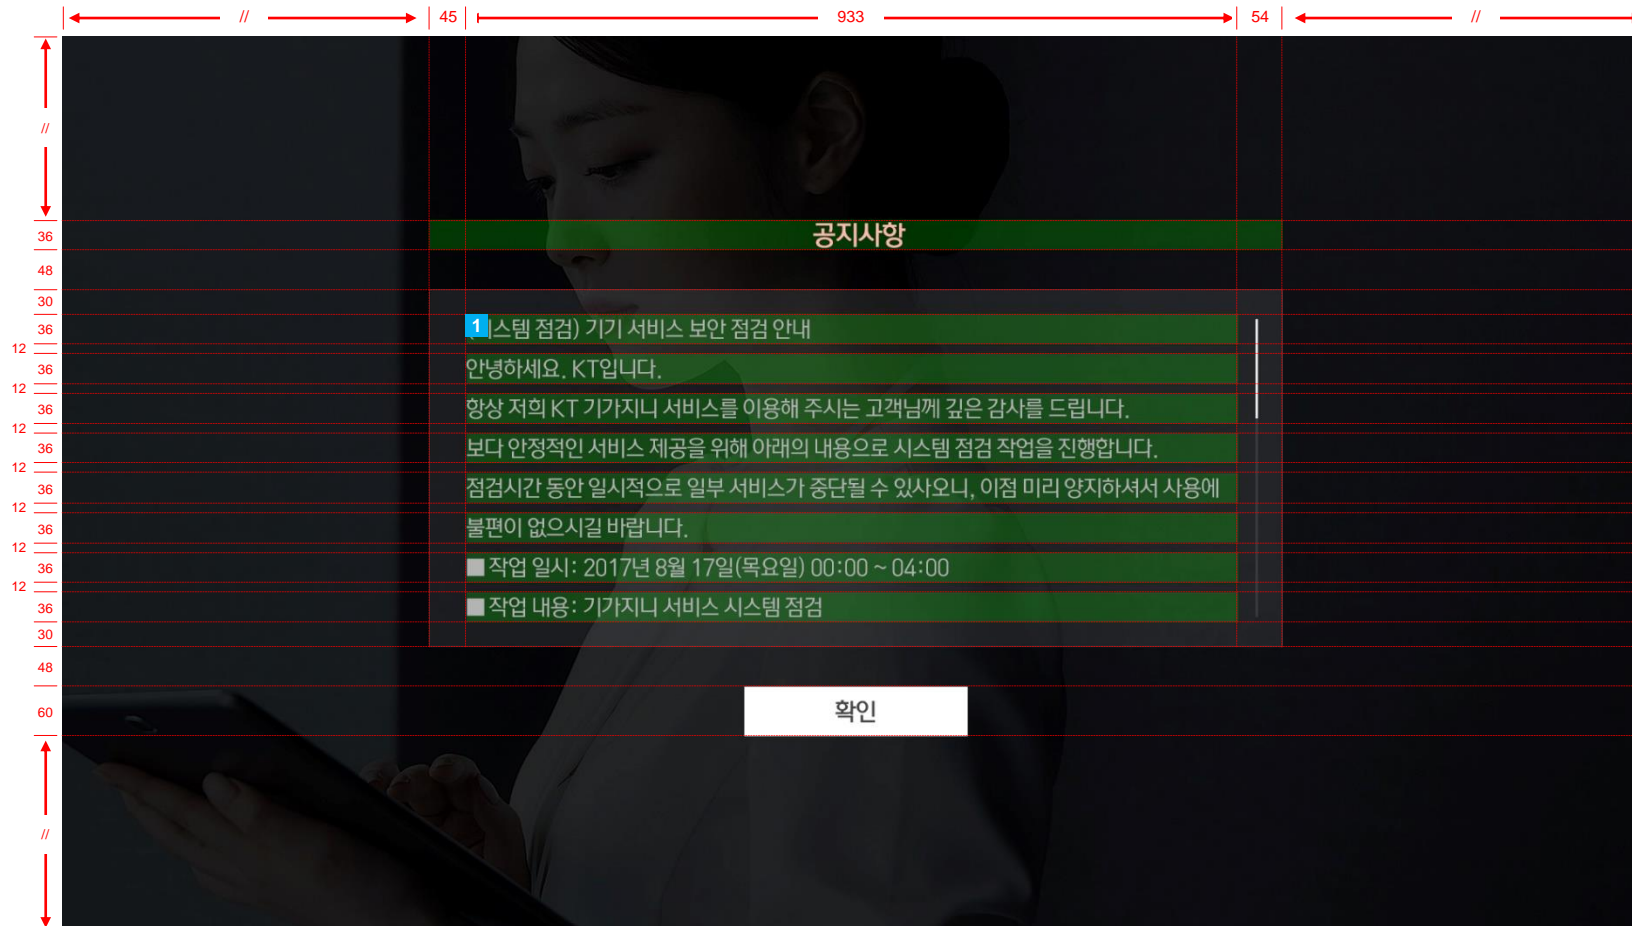 // 45 933 54 //
//
36
공지사항
48
30
36
1
스템 점검) 기기 서비스 보안 점검 안내
12
36
안녕하세요. KT입니다.
12
36
항상 저희 KT 기가지니 서비스를 이용해 주시는 고객님께 깊은 감사를 드립니다.
12
36
보다 안정적인 서비스 제공을 위해 아래의 내용으로 시스템 점검 작업을 진행합니다.
12
36
점검시간 동안 일시적으로 일부 서비스가 중단될 수 있사오니, 이점 미리 양지하셔서 사용에
12
36
불편이 없으시길 바랍니다.
12
36
■ 작업 일시: 2017년 8월 17일(목요일) 00:00 ~ 04:00
12
36
■ 작업 내용: 기가지니 서비스 시스템 점검
30
48
60
확인
//